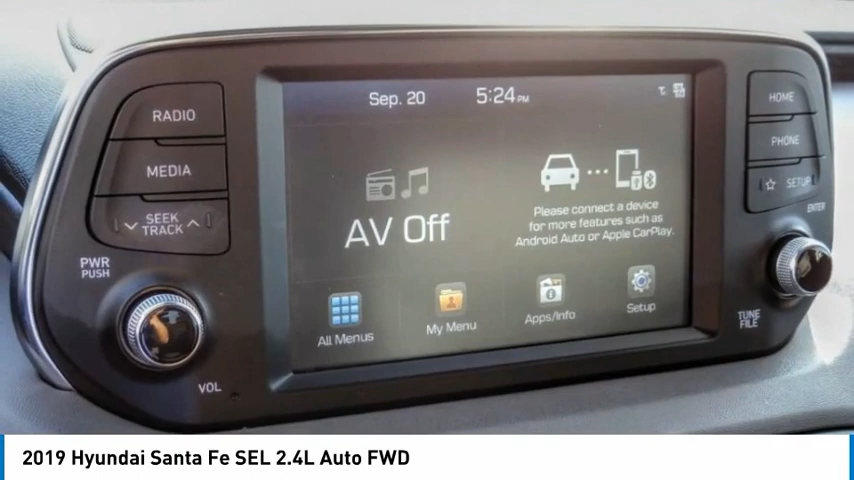 RADIO
MEDIA
SEEK
TRACK
PWR
PUSH
VOL
Sep. 20
5:24 PM
AV Off
Please connect a device
for more features such as
Android Auto or Apple CarPlay.
All Menus
My Menu
Apps/Info
Setup
HOME
PHONE
SETUP
ENTER
TUNE
FILE
2019 Hyundai Santa Fe SEL 2.4L Auto FWD